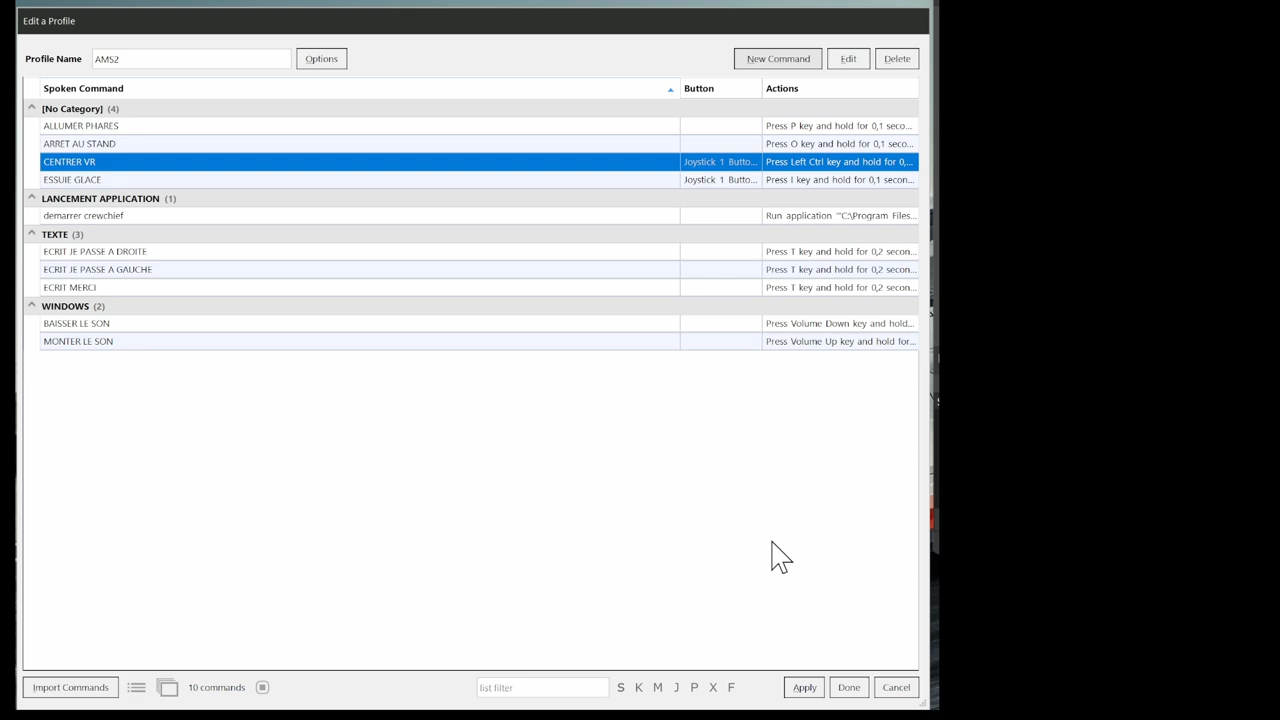 Edit a Profile
Profile Name AMS2 Options New Command Edit Delete
Spoken Command Button Actions
[No Category] (4)
ALLUMER PHARES Press P key and hold for 0,1 seco...
ARRET AU STAND Press O key and hold for 0,1 seco...
CENTRER VR Joystick 1 Butto... Press Left Ctrl key and hold for 0,...
ESSUIE GLACE Joystick 1 Butto... Press I key and hold for 0,1 secon...
LANCEMENT APPLICATION (1)
demarrer crewchief Run application '"C:\Program Files...
TEXTE (3)
ECRIT JE PASSE A DROITE Press T key and hold for 0,2 secon...
ECRIT JE PASSE A GAUCHE Press T key and hold for 0,2 secon...
ECRIT MERCI Press T key and hold for 0,2 secon...
WINDOWS (2)
BAISSER LE SON Press Volume Down key and hold...
MONTER LE SON Press Volume Up key and hold for...
Import Commands 10 commands list filter S K M J P X F Apply Done Cancel